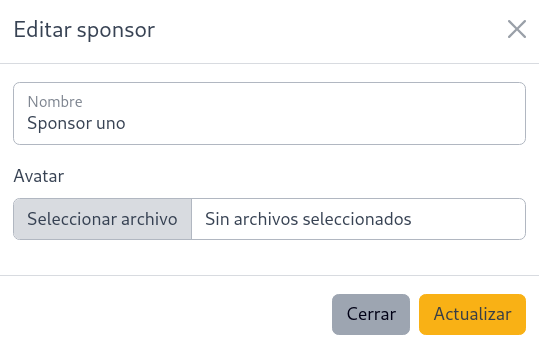 Editar sponsor
Nombre
Sponsor uno
Avatar
Seleccionar archivo Sin archivos seleccionados
Cerrar Actualizar